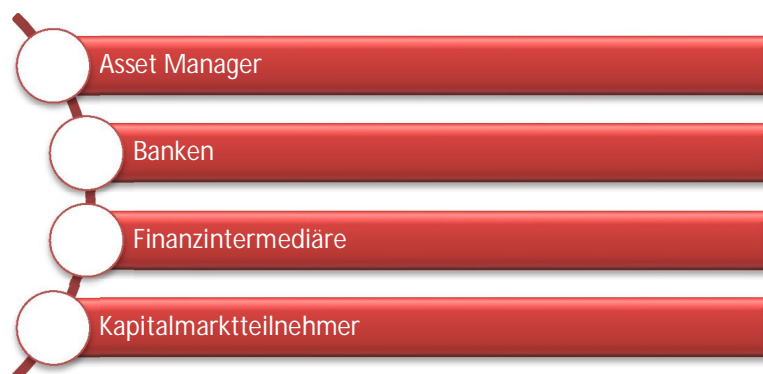 Asset Manager
Banken
Finanzintermediäre
Kapitalmarktteilnehmer